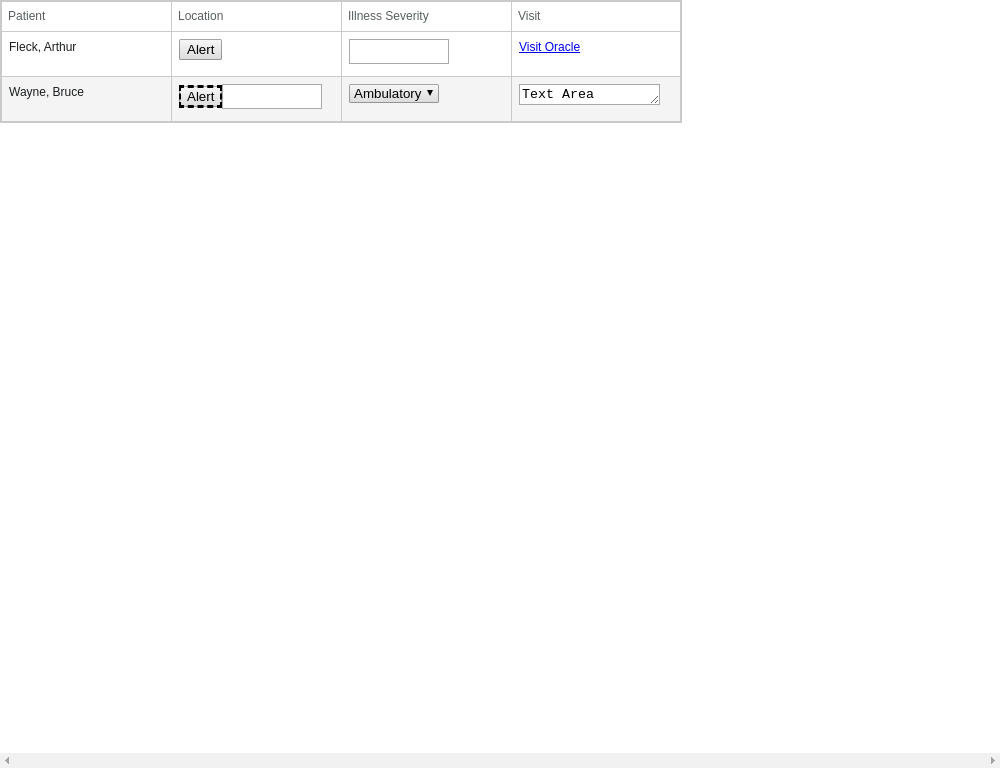 Patient Location Illness Severity Visit
Fleck, Arthur Alert Visit Oracle
Wayne, Bruce Alert Ambulatory Text Area